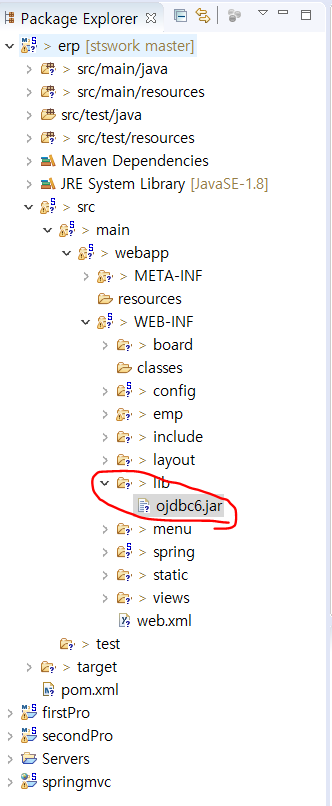 Package Explorer
> erp [stswork master]
> src/main/java
> src/main/resources
src/test/java
> src/test/resources
Maven Dependencies
JRE System Library [JavaSE-1.8]
> src
> main
> webapp
> META-INF
resources
> WEB-INF
> board
classes
> config
> emp
> include
> layout
> lib
ojdbc6.jar
> menu
> spring
> static
> views
web.xml
> test
> target
pom.xml
firstPro
secondPro
Servers
springmvc